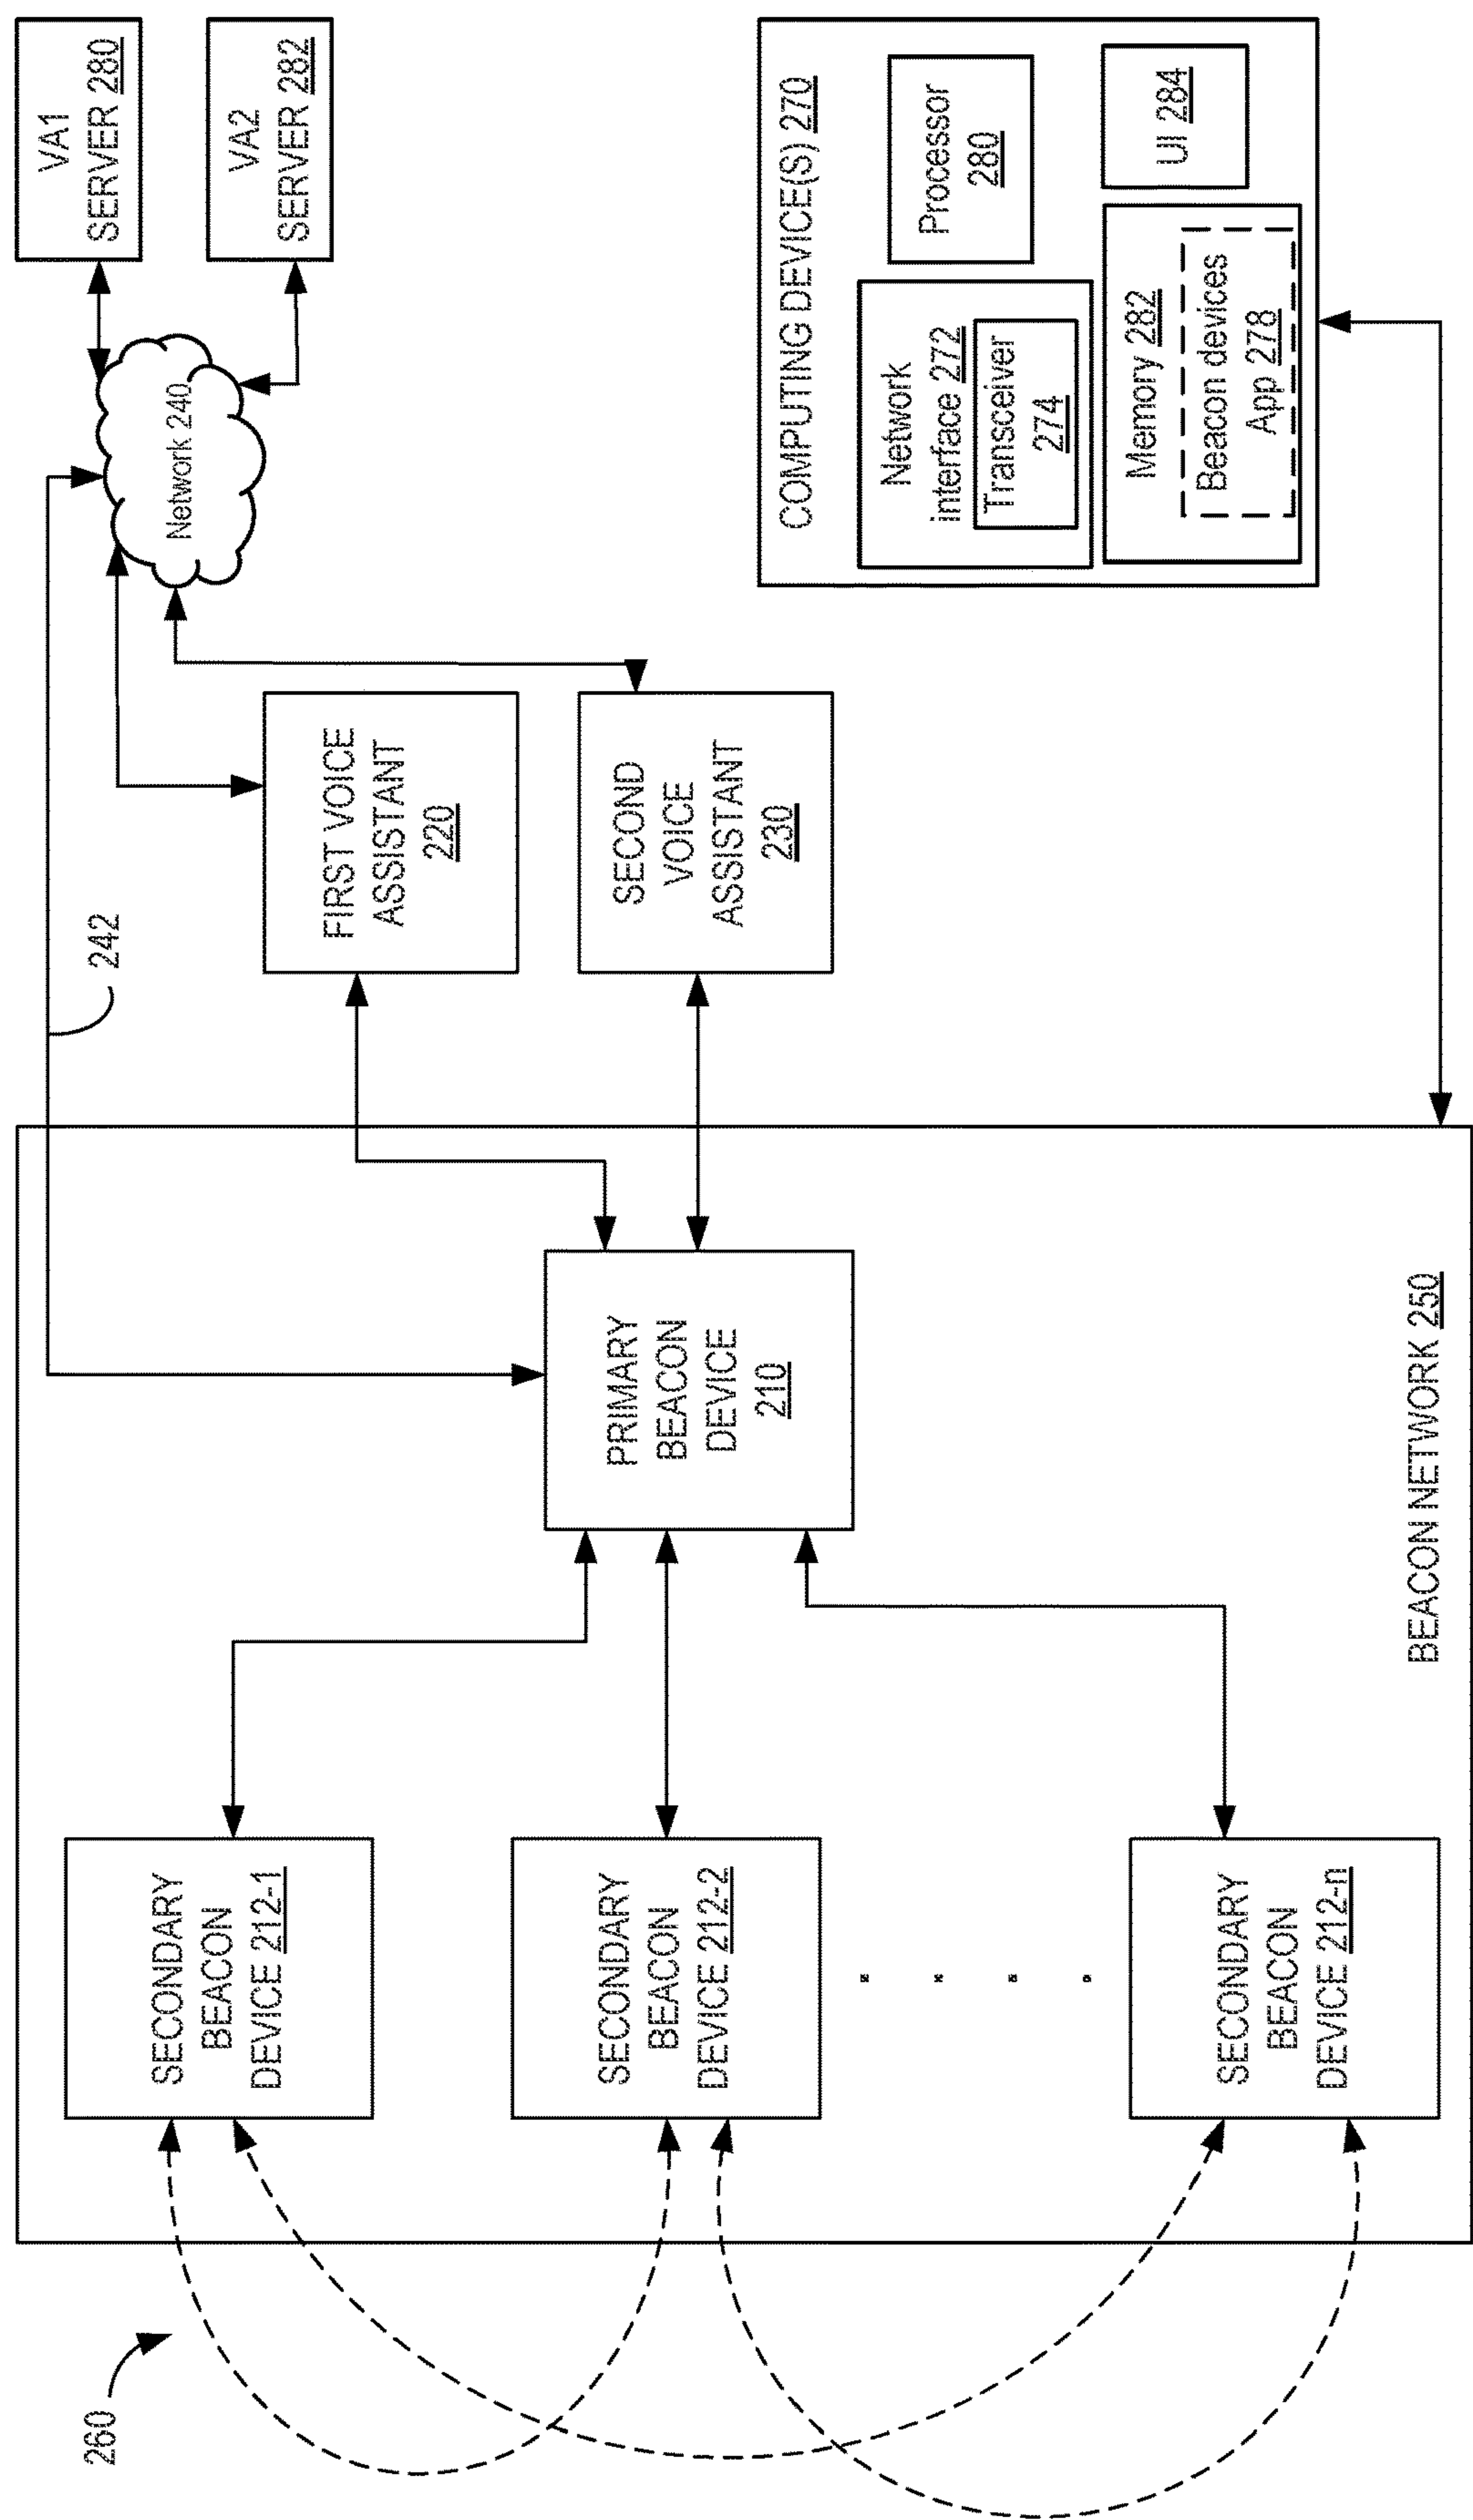 260
SECONDARY
BEACON
DEVICE 212-1
SECONDARY
BEACON
DEVICE 212-2
SECONDARY
BEACON
DEVICE 212-n
PRIMARY
BEACON
DEVICE
210
BEACON NETWORK 250
242
FIRST VOICE
ASSISTANT
220
SECOND
VOICE
ASSISTANT
230
Network 240
VA1
SERVER 280
VA2
SERVER 282
COMPUTING DEVICE(S) 270
Network
interface 272
Transceiver
274
Processor
280
Memory 282
Beacon devices
App 278
UI 284